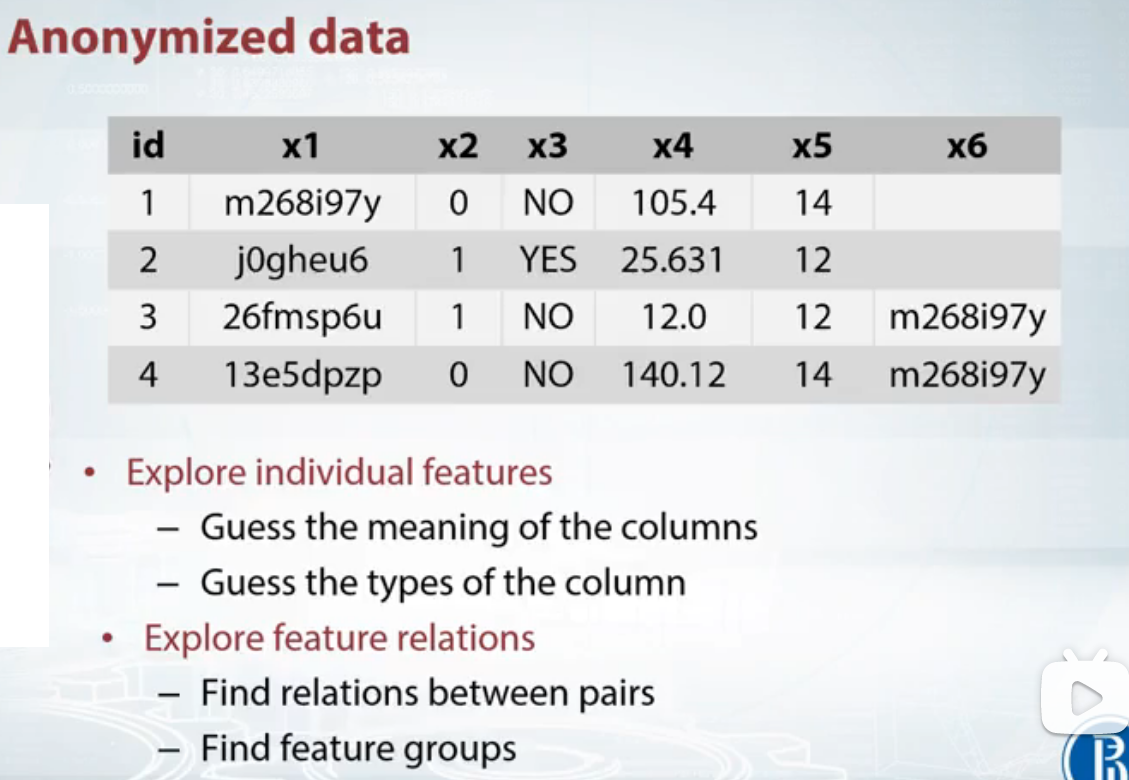 Anonymized data
id x1 x2 x3 x4 x5 x6
1 m268i97y 0 NO 105.4 14
2 j0gheu6 1 YES 25.631 12
3 26fmsp6u 1 NO 12.0 12 m268i97y
4 13e5dpzp 0 NO 140.12 14 m268i97y
• Explore individual features
– Guess the meaning of the columns
– Guess the types of the column
• Explore feature relations
– Find relations between pairs
– Find feature groups